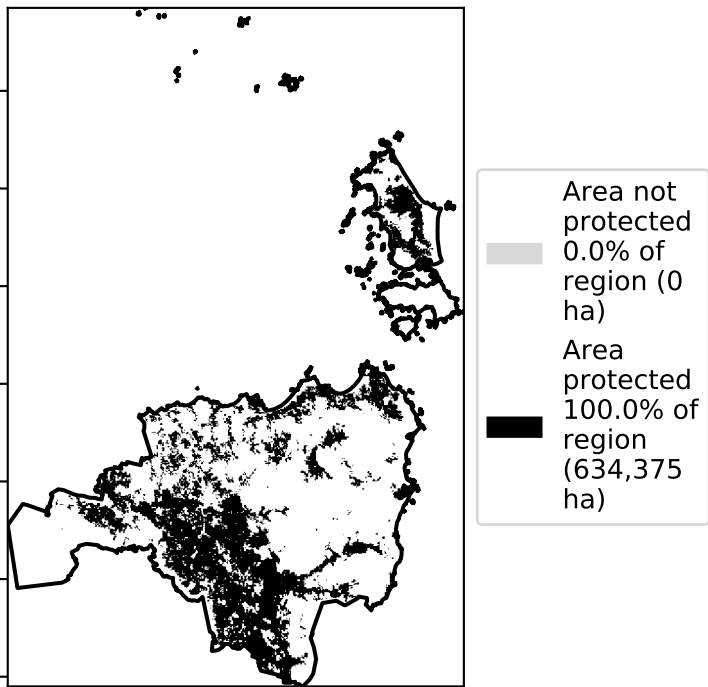 Area not
protected
0.0% of
region (0
ha)
Area
protected
100.0% of
region
(634,375
ha)